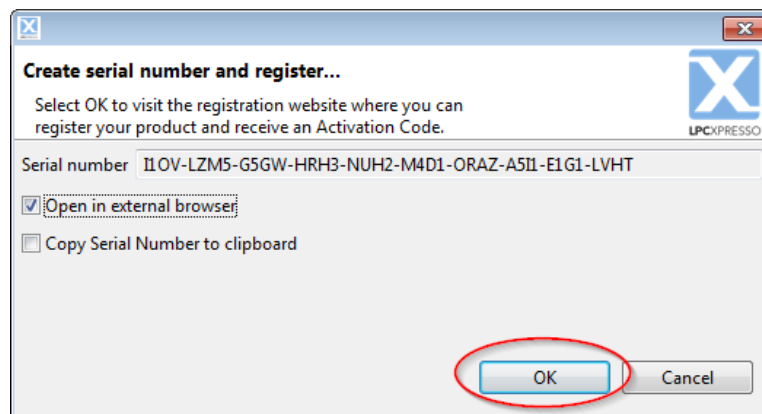 Create serial number and register...
Select OK to visit the registration website where you can
register your product and receive an Activation Code.
LPCXPRESSO
Serial number I1OV-LZM5-G5GW-HRH3-NUH2-M4D1-ORAZ-A5I1-E1G1-LVHT
Open in external browser
Copy Serial Number to clipboard
OK Cancel